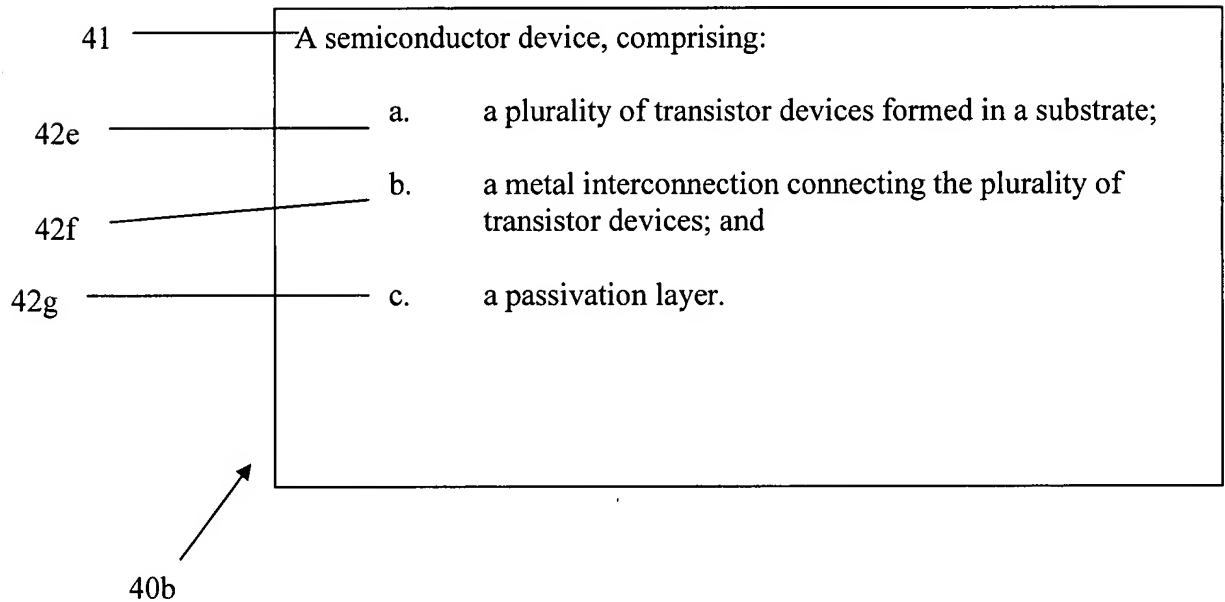 41 A semiconductor device, comprising:
42e a. a plurality of transistor devices formed in a substrate;
42f b. a metal interconnection connecting the plurality of
transistor devices; and
42g c. a passivation layer.
40b